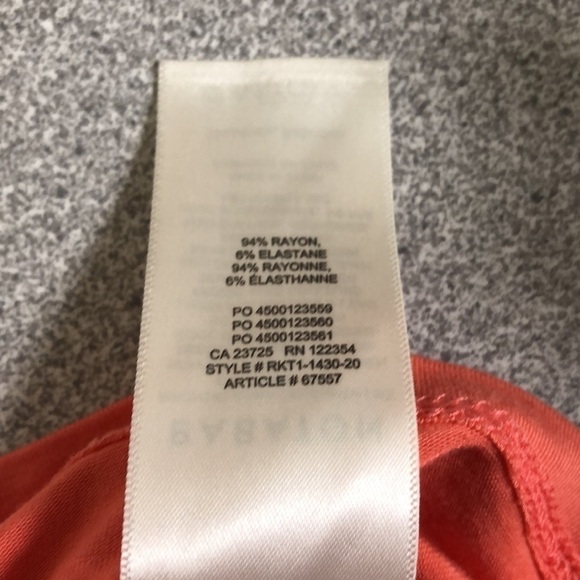 94% RAYON,
6% ELASTANE
94% RAYONNE,
6% ÉLASTHANNE
PO 4500123559
PO 4500123560
PO 4500123561
CA 23725 RN 122354
STYLE # RKT1-1430-20
ARTICLE # 67557
BABATON